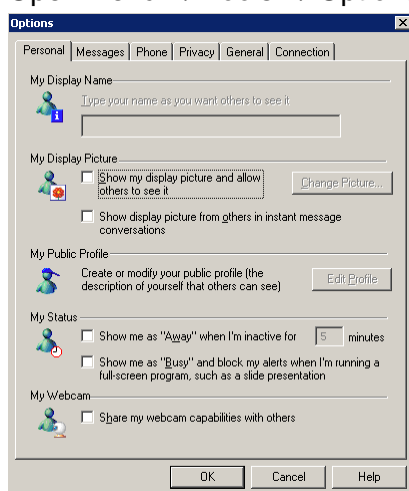 Options
Personal Messages Phone Privacy General Connection
My Display Name
Type your name as you want others to see it
My Display Picture
Show my display picture and allow
others to see it
Change Picture...
Show display picture from others in instant message
conversations
My Public Profile
Create or modify your public profile (the
description of yourself that others can see)
Edit Profile
My Status
Show me as "Away" when I'm inactive for 5 minutes
Show me as "Busy" and block my alerts when I'm running a
full-screen program, such as a slide presentation
My Webcam
Share my webcam capabilities with others
OK Cancel Help